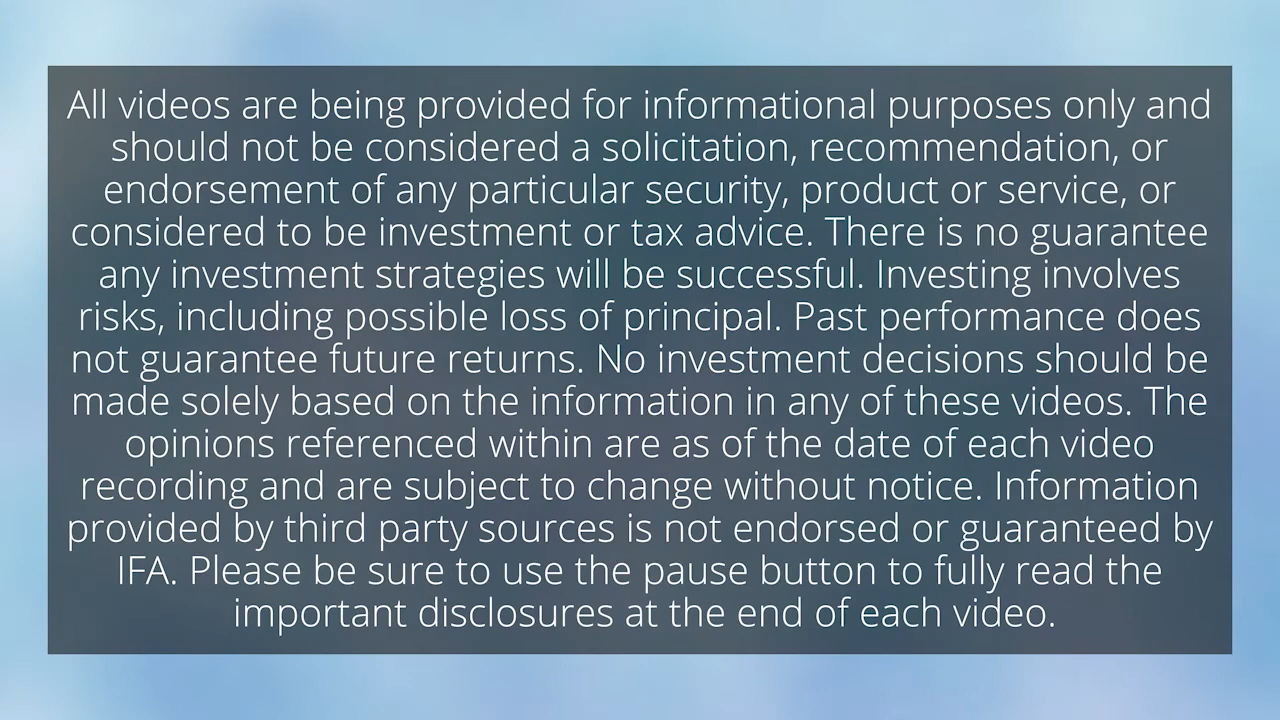 All videos are being provided for informational purposes only and
should not be considered a solicitation, recommendation, or
endorsement of any particular security, product or service, or
considered to be investment or tax advice. There is no guarantee
any investment strategies will be successful. Investing involves
risks, including possible loss of principal. Past performance does
not guarantee future returns. No investment decisions should be
made solely based on the information in any of these videos. The
opinions referenced within are as of the date of each video
recording and are subject to change without notice. Information
provided by third party sources is not endorsed or guaranteed by
IFA. Please be sure to use the pause button to fully read the
important disclosures at the end of each video.